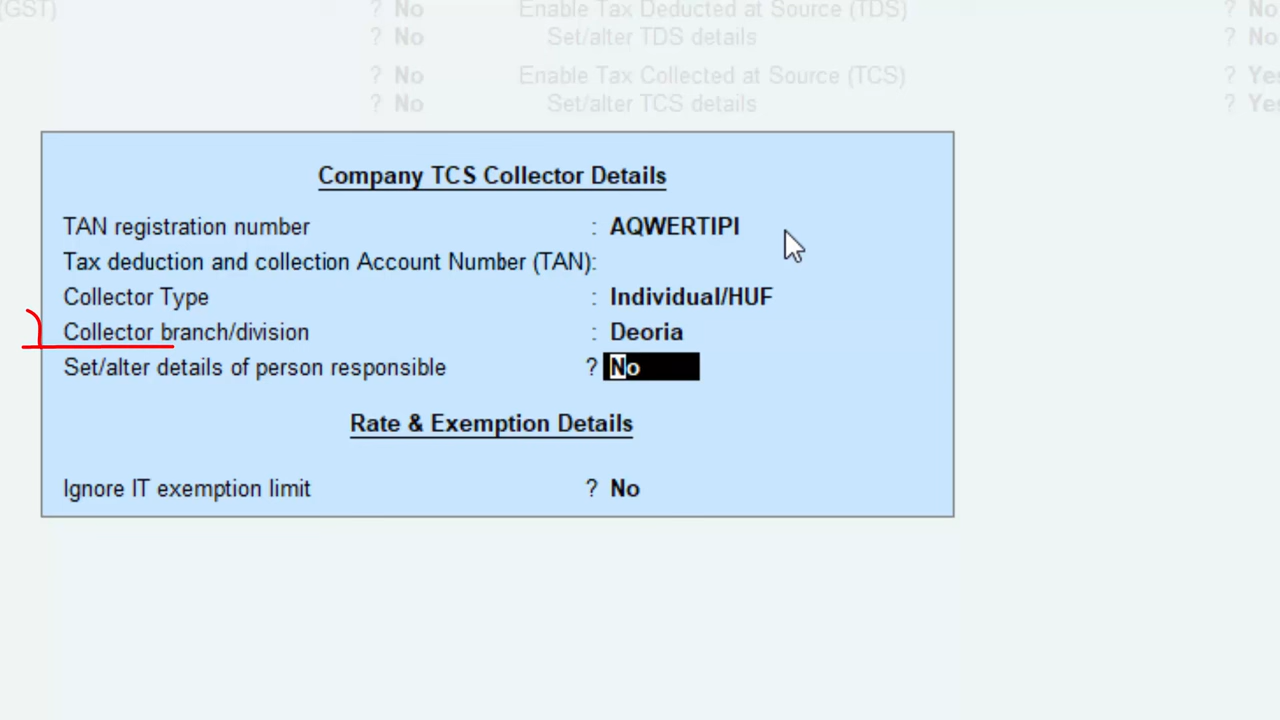 (GST) ? No Enable Tax Deducted at Source (TDS) ? No
? No Set/alter TDS details ? No
? No Enable Tax Collected at Source (TCS) ? Yes
? No Set/alter TCS details ? Yes
Company TCS Collector Details
TAN registration number : AQWERTIPI
Tax deduction and collection Account Number (TAN):
Collector Type : Individual/HUF
Collector branch/division : Deoria
Set/alter details of person responsible ? No
Rate & Exemption Details
Ignore IT exemption limit ? No